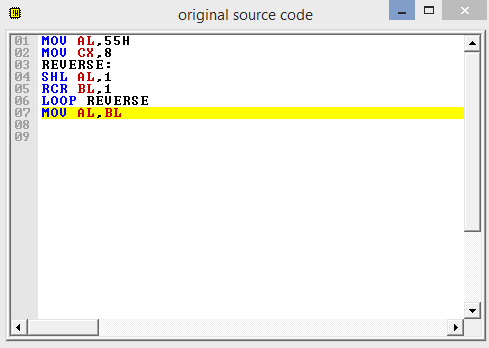 original source code
01 MOV AL,55H
02 MOV CX,8
03 REVERSE:
04 SHL AL,1
05 RCR BL,1
06 LOOP REVERSE
07 MOV AL,BL
08
09